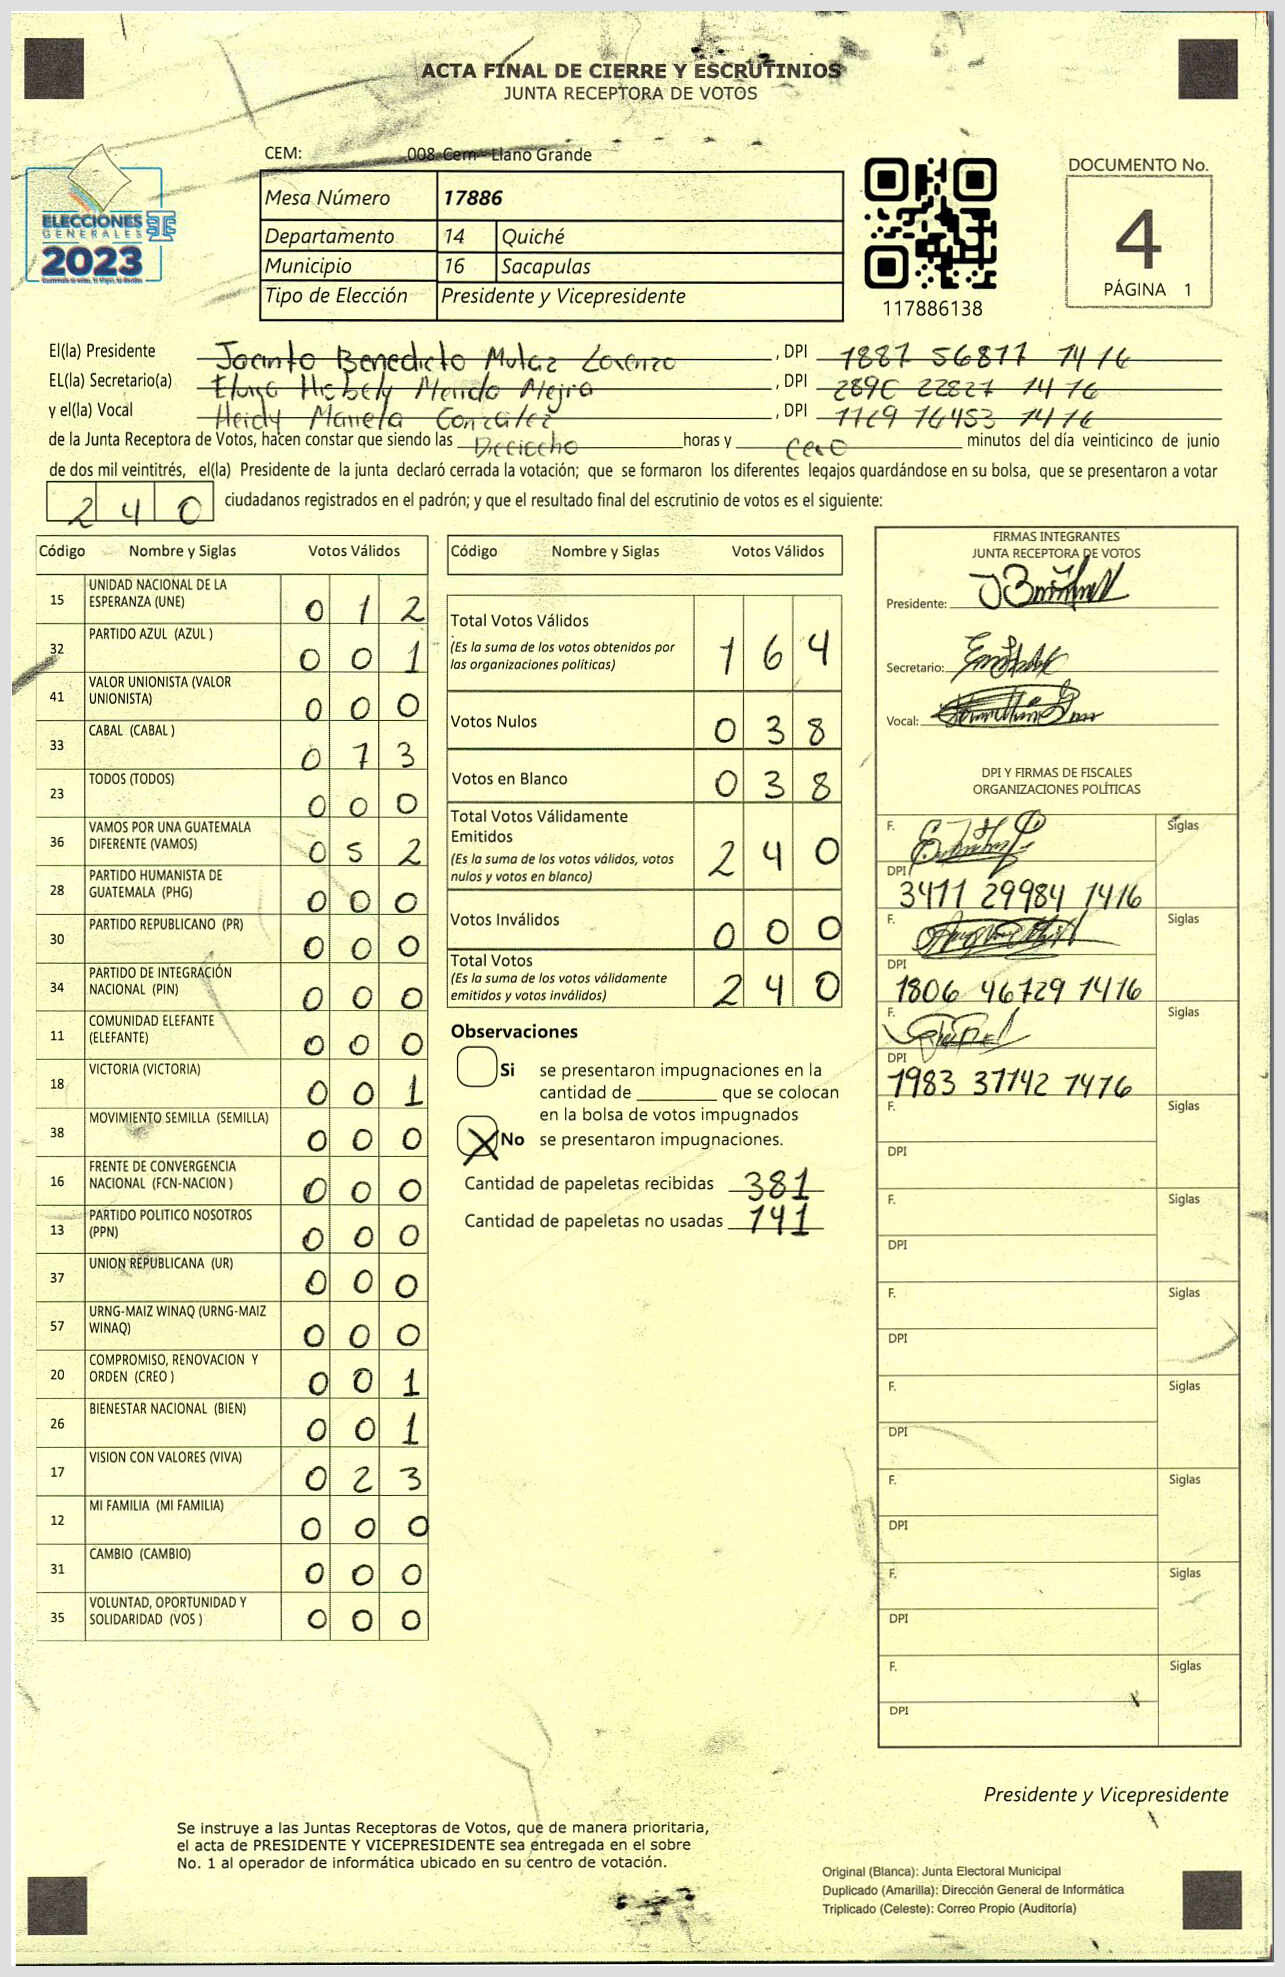 ACTA FINAL DE CIERRE Y ESCRUTINIOS
JUNTA RECEPTORA DE VOTOS
CEM: 008 Cem Llano Grande
Mesa Número 17886
Departamento 14 Quiché
Municipio 16 Sacapulas
Tipo de Elección Presidente y Vicepresidente
ELECCIONES
GENERALES
2023
117886138
DOCUMENTO No.
4
PÁGINA 1
El(la) Presidente Jacinto Benedicto Lorenzo , DPI 1887 56877 1416
EL(la) Secretario(a) , DPI 2890 22827 1416
y el(la) Vocal Heidy González , DPI 1169 16453 1416
de la Junta Receptora de Votos, hacen constar que siendo las horas y cero minutos del día veinticinco de junio
de dos mil veintitrés, el(la) Presidente de la junta declaró cerrada la votación; que se formaron los diferentes legajos quardándose en su bolsa, que se presentaron a votar
240 ciudadanos registrados en el padrón; y que el resultado final del escrutinio de votos es el siguiente:
Código Nombre y Siglas Votos Válidos
15 UNIDAD NACIONAL DE LA ESPERANZA (UNE) 0 1 2
32 PARTIDO AZUL (AZUL ) 0 0 1
41 VALOR UNIONISTA (VALOR UNIONISTA) 0 0 0
33 CABAL (CABAL ) 0 7 3
23 TODOS (TODOS) 0 0 0
36 VAMOS POR UNA GUATEMALA DIFERENTE (VAMOS) 0 5 2
28 PARTIDO HUMANISTA DE GUATEMALA (PHG) 0 0 0
30 PARTIDO REPUBLICANO (PR) 0 0 0
34 PARTIDO DE INTEGRACIÓN NACIONAL (PIN) 0 0 0
11 COMUNIDAD ELEFANTE (ELEFANTE) 0 0 0
18 VICTORIA (VICTORIA) 0 0 1
38 MOVIMIENTO SEMILLA (SEMILLA) 0 0 0
16 FRENTE DE CONVERGENCIA NACIONAL (FCN-NACION ) 0 0 0
13 PARTIDO POLITICO NOSOTROS (PPN) 0 0 0
37 UNION REPUBLICANA (UR) 0 0 0
57 URNG-MAIZ WINAQ (URNG-MAIZ WINAQ) 0 0 0
20 COMPROMISO, RENOVACION Y ORDEN (CREO ) 0 0 1
26 BIENESTAR NACIONAL (BIEN) 0 0 1
17 VISION CON VALORES (VIVA) 0 2 3
12 MI FAMILIA (MI FAMILIA) 0 0 0
31 CAMBIO (CAMBIO) 0 0 0
35 VOLUNTAD, OPORTUNIDAD Y SOLIDARIDAD (VOS ) 0 0 0
Código Nombre y Siglas Votos Válidos
Total Votos Válidos 1 6 4
(Es la suma de los votos obtenidos por
las organizaciones políticas)
Votos Nulos 0 3 8
Votos en Blanco 0 3 8
Total Votos Válidamente
Emitidos 2 4 0
(Es la suma de los votos válidos, votos
nulos y votos en blanco)
Votos Inválidos 0 0 0
Total Votos 2 4 0
(Es la suma de los votos válidamente
emitidos y votos inválidos)
Observaciones
Si se presentaron impugnaciones en la
cantidad de ________ que se colocan
en la bolsa de votos impugnados
No se presentaron impugnaciones.
Cantidad de papeletas recibidas 381
Cantidad de papeletas no usadas 141
FIRMAS INTEGRANTES
JUNTA RECEPTORA DE VOTOS
Presidente:
Secretario:
Vocal:
DPI Y FIRMAS DE FISCALES
ORGANIZACIONES POLÍTICAS
F. Siglas
DPI 3411 29984 1416
F. Siglas
DPI 1806 46729 1416
F. Siglas
DPI 1983 37142 1416
F. Siglas
DPI
F. Siglas
DPI
F. Siglas
DPI
F. Siglas
DPI
F. Siglas
DPI
F. Siglas
DPI
F. Siglas
DPI
Presidente y Vicepresidente
Se instruye a las Juntas Receptoras de Votos, que de manera prioritaria,
el acta de PRESIDENTE Y VICEPRESIDENTE sea entregada en el sobre
No. 1 al operador de informática ubicado en su centro de votación.
Original (Blanca): Junta Electoral Municipal
Duplicado (Amarilla): Dirección General de Informática
Triplicado (Celeste): Correo Propio (Auditoría)